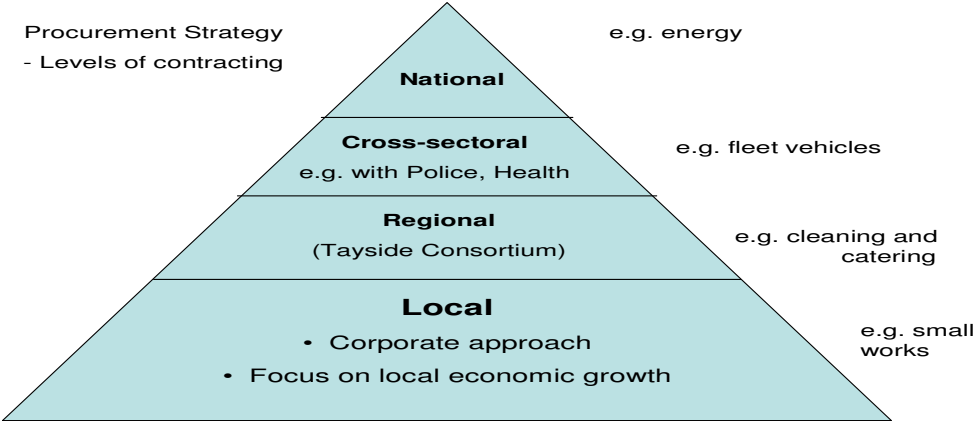 Procurement Strategy
- Levels of contracting
e.g. energy
National
Cross-sectoral
e.g. with Police, Health
e.g. fleet vehicles
Regional
(Tayside Consortium)
e.g. cleaning and
catering
Local
• Corporate approach
• Focus on local economic growth
e.g. small
works